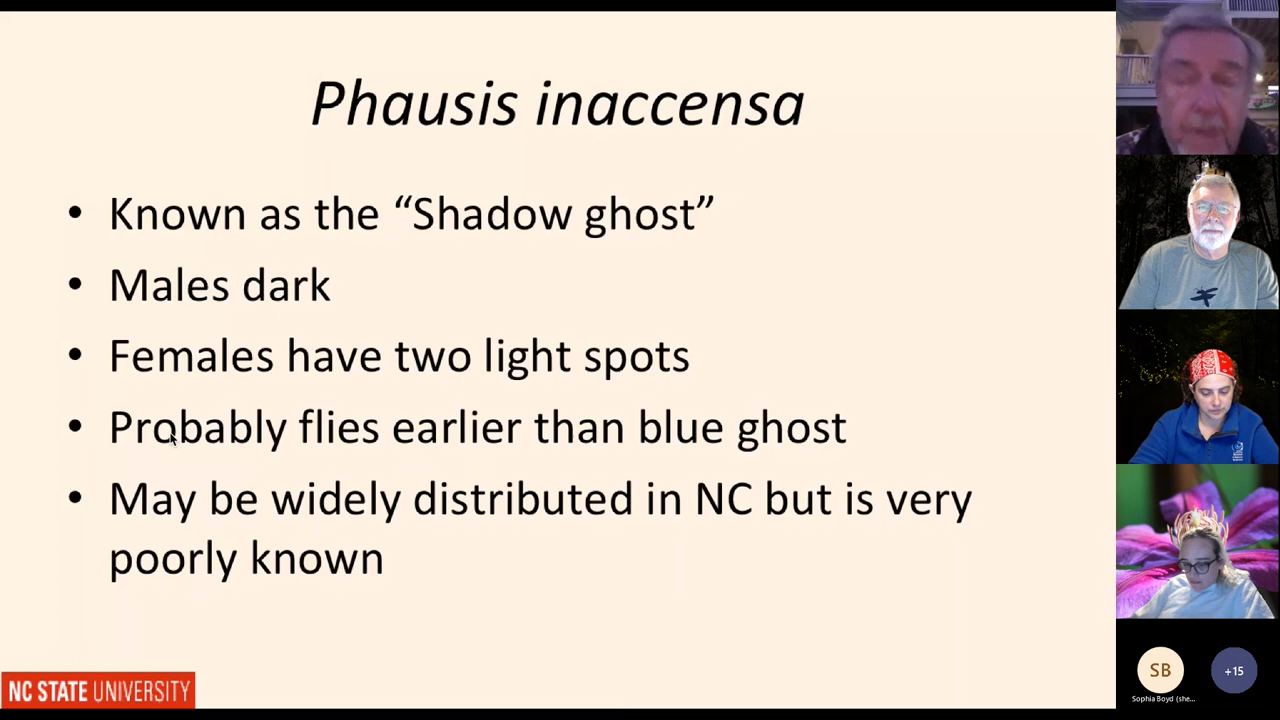 Phausis inaccensa
• Known as the “Shadow ghost”
• Males dark
• Females have two light spots
• Probably flies earlier than blue ghost
• May be widely distributed in NC but is very
poorly known
NC STATE UNIVERSITY
SB
+15
Sophia Boyd (she...